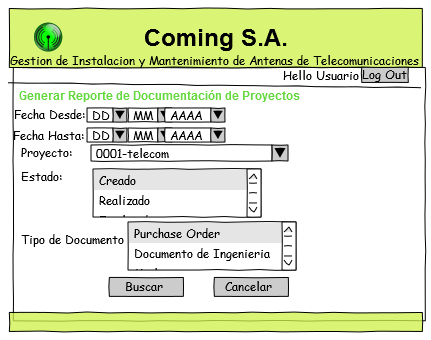 Coming S.A.
Gestion de Instalacion y Mantenimiento de Antenas de Telecomunicaciones
Hello Usuario Log Out
Generar Reporte de Documentación de Proyectos
Fecha Desde: DD MM AAAA
Fecha Hasta: DD MM AAAA
Proyecto: 0001-telecom
Estado: Creado
Realizado
Tipo de Documento Purchase Order
Documento de Ingenieria
Buscar Cancelar